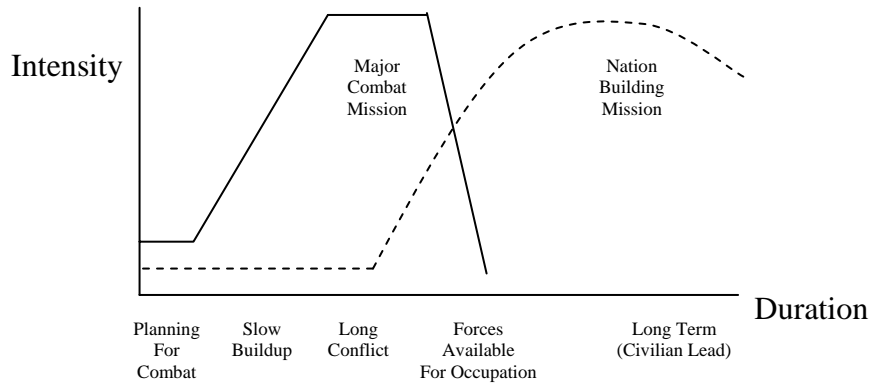 Intensity
Major
Combat
Mission
Nation
Building
Mission
Duration
Planning
For
Combat
Slow
Buildup
Long
Conflict
Forces
Available
For Occupation
Long Term
(Civilian Lead)